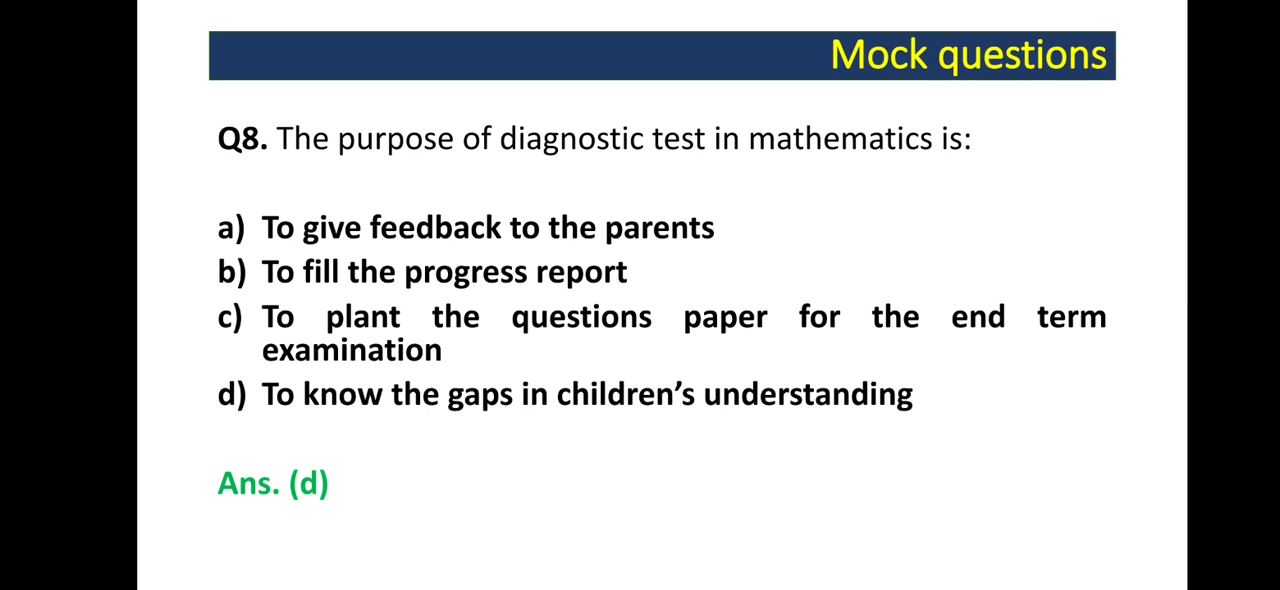 Mock questions
Q8. The purpose of diagnostic test in mathematics is:
a) To give feedback to the parents
b) To fill the progress report
c) To plant the questions paper for the end term
examination
d) To know the gaps in children’s understanding
Ans. (d)